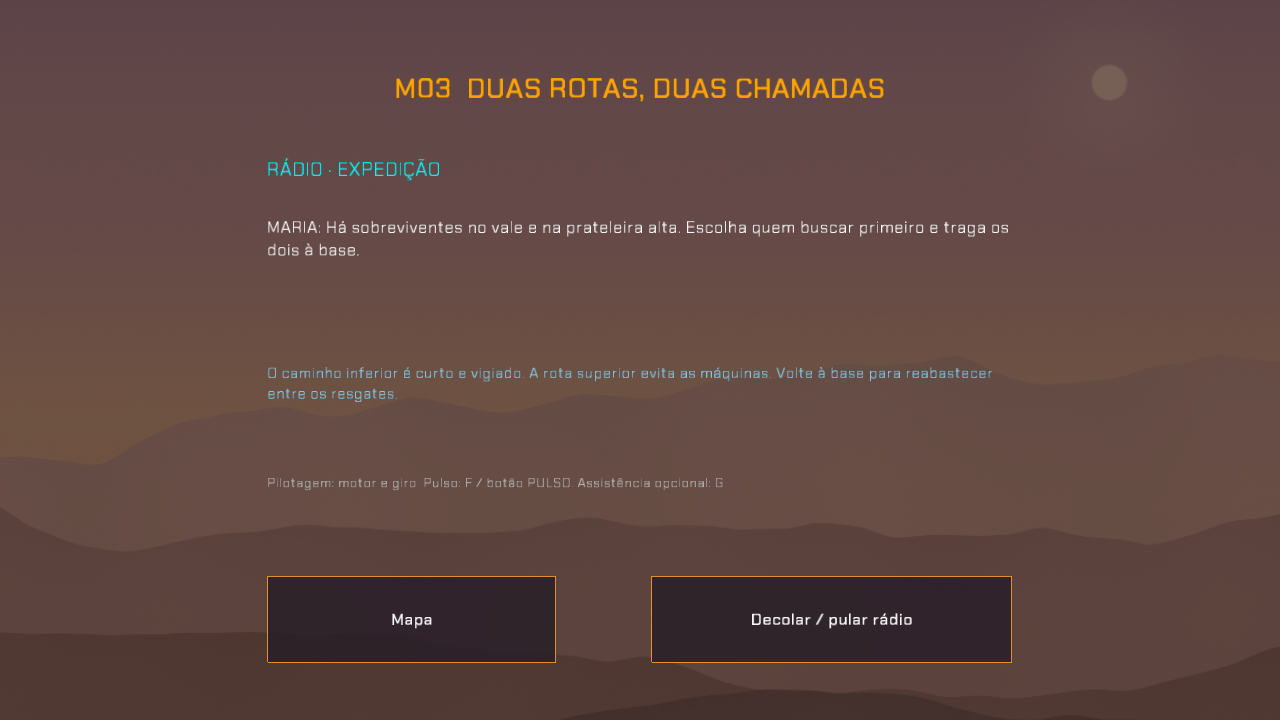 M03 DUAS ROTAS, DUAS CHAMADAS
RÁDIO · EXPEDIÇÃO
MARIA: Há sobreviventes no vale e na prateleira alta. Escolha quem buscar primeiro e traga os
dois à base.
O caminho inferior é curto e vigiado. A rota superior evita as máquinas. Volte à base para reabastecer
entre os resgates.
Pilotagem: motor e giro Pulso: F / botão PULSO. Assistência opcional: G
Mapa
Decolar / pular rádio